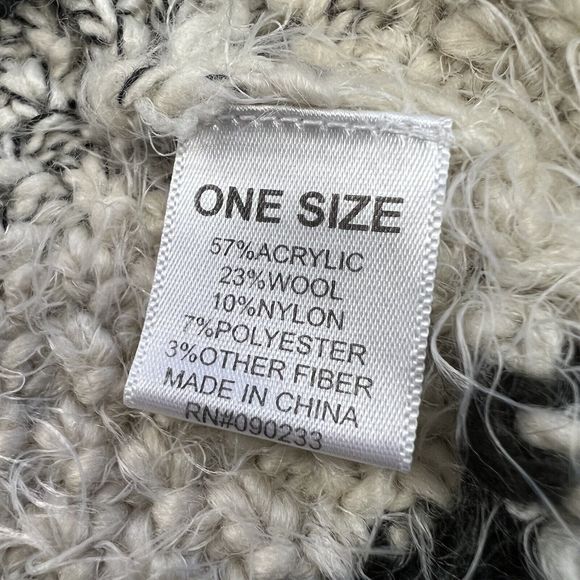 ONE SIZE
57%ACRYLIC
23%WOOL
10%NYLON
7%POLYESTER
3%OTHER FIBER
MADE IN CHINA
RN#090233